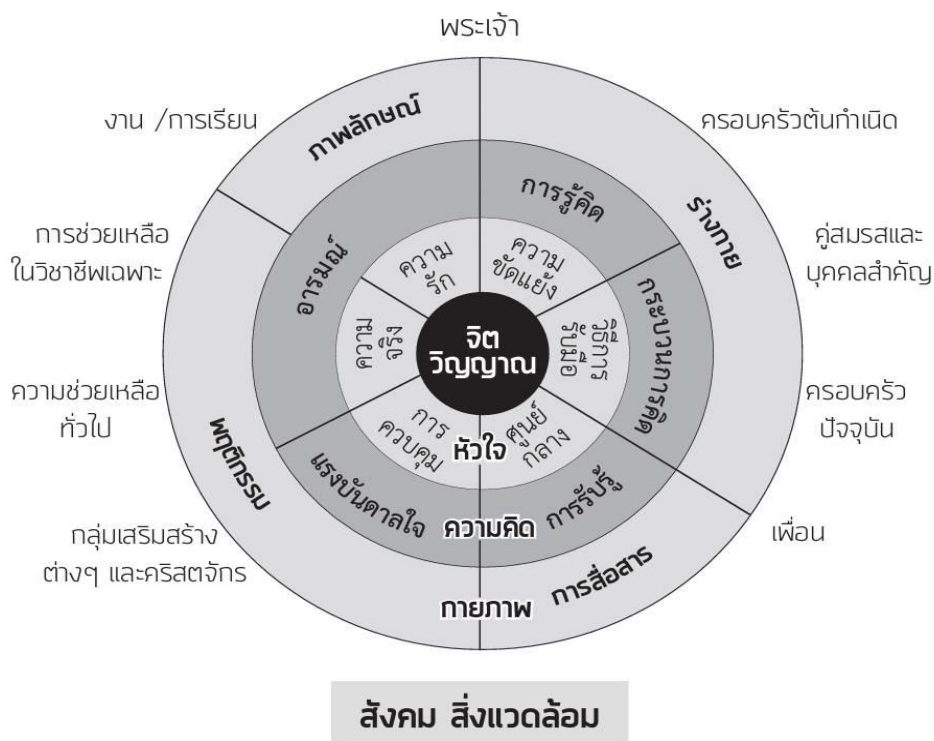 พระเจ้า
งาน /การเรียน
ครอบครัวต้นกำเนิด
การช่วยเหลือ
ในวิชาชีพเฉพาะ
คู่สมรสและ
บุคคลสำคัญ
ความช่วยเหลือ
ทั่วไป
ครอบครัว
ปัจจุบัน
กลุ่มเสริมสร้าง
ต่างๆ และคริสตจักร
เพื่อน
ภาพลักษณ์
ร่างกาย
พฤติกรรม
การสื่อสาร
กายภาพ
การรู้คิด
อารมณ์
กระบวนการคิด
แรงบันดาลใจ
การรับรู้
ความคิด
ความ
รัก
ความ
ขัดแย้ง
ความ
จริง
วิธีการ
รับมือ
การ
ควบคุม
ศูนย์
กลาง
หัวใจ
จิต
วิญญาณ
สังคม สิ่งแวดล้อม